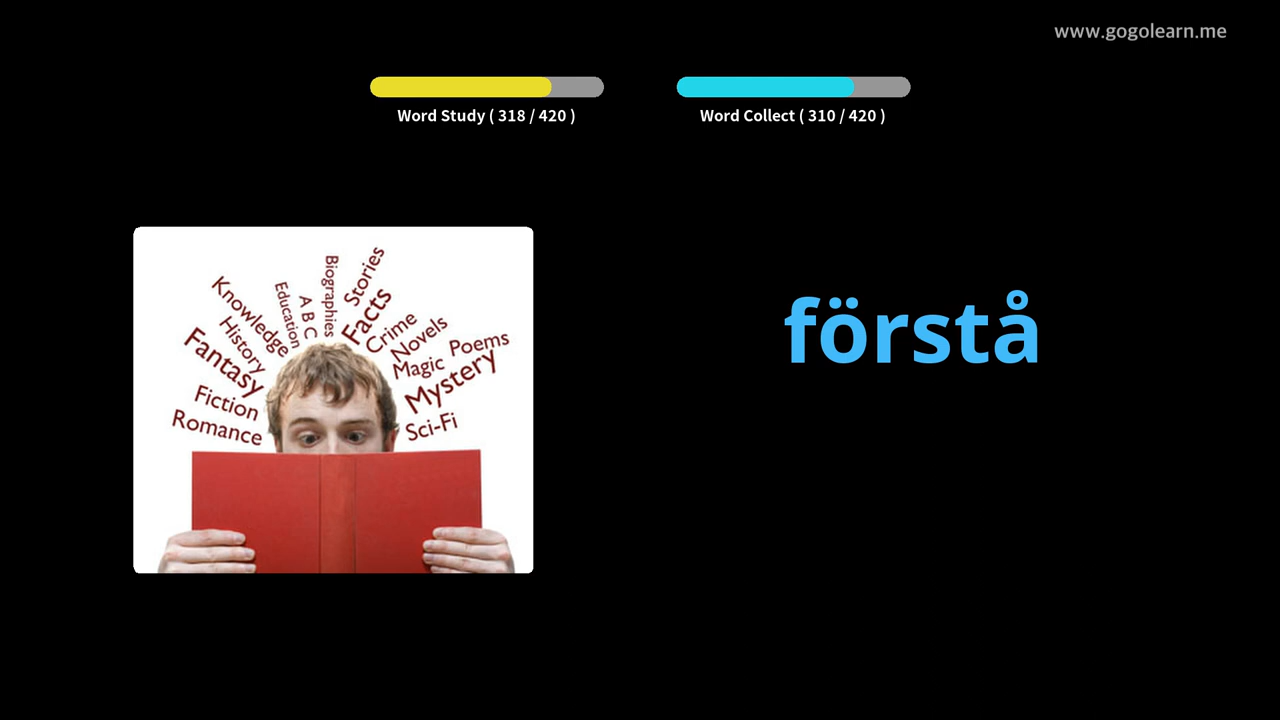 www.gogolearn.me
Word Study ( 318 / 420 )
Word Collect ( 310 / 420 )
Biographies
Stories
Knowledge
Education
A B C
Facts
History
Crime
Novels
Fantasy
Magic
Poems
Mystery
Fiction
Romance
Sci-Fi
förstå